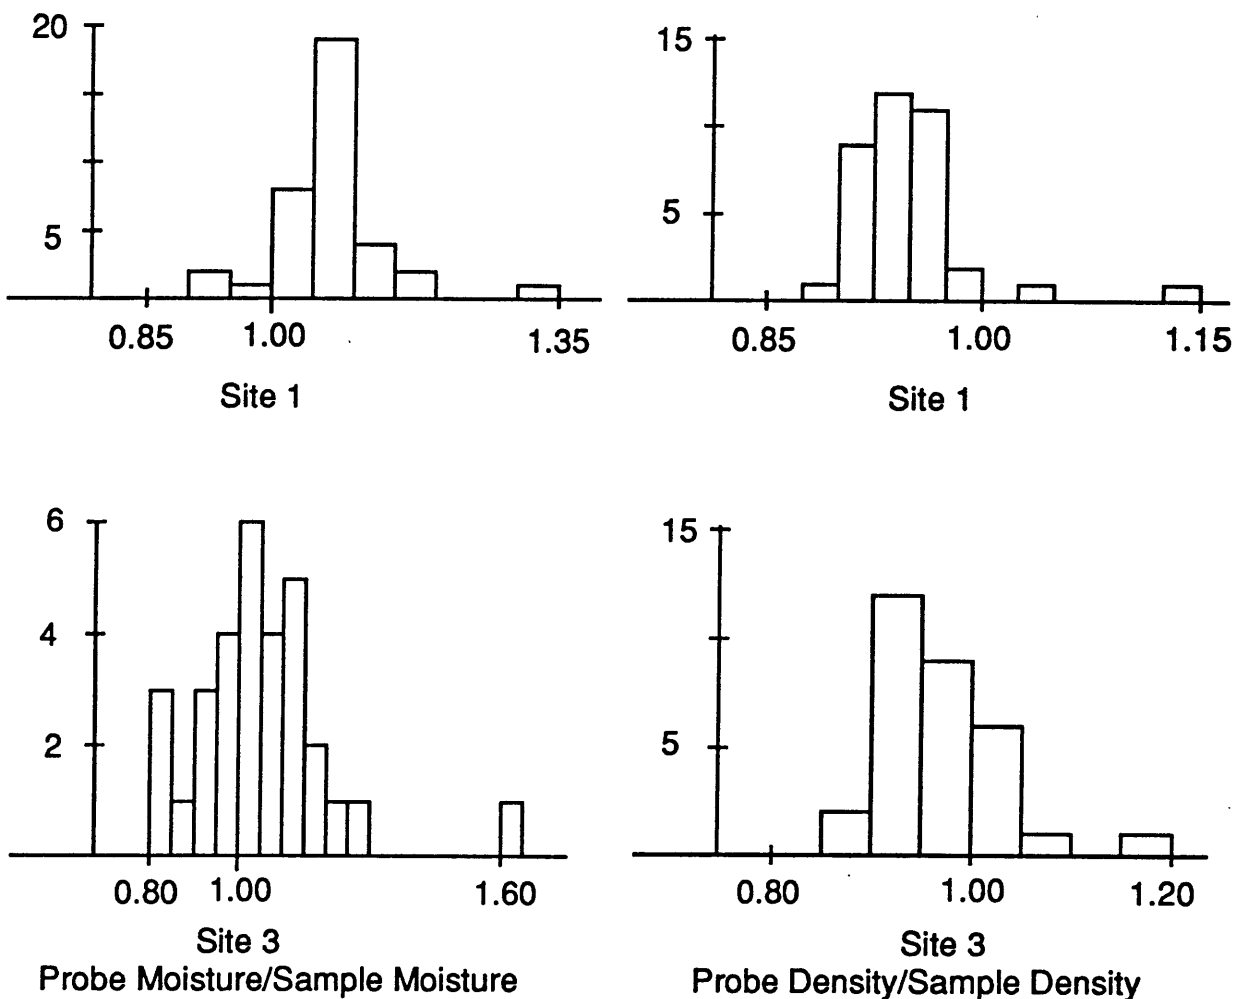 20
5
0.85 1.00 1.35
Site 1
15
5
0.85 1.00 1.15
Site 1
6
4
2
0.80 1.00 1.60
Site 3
Probe Moisture/Sample Moisture
15
5
0.80 1.00 1.20
Site 3
Probe Density/Sample Density